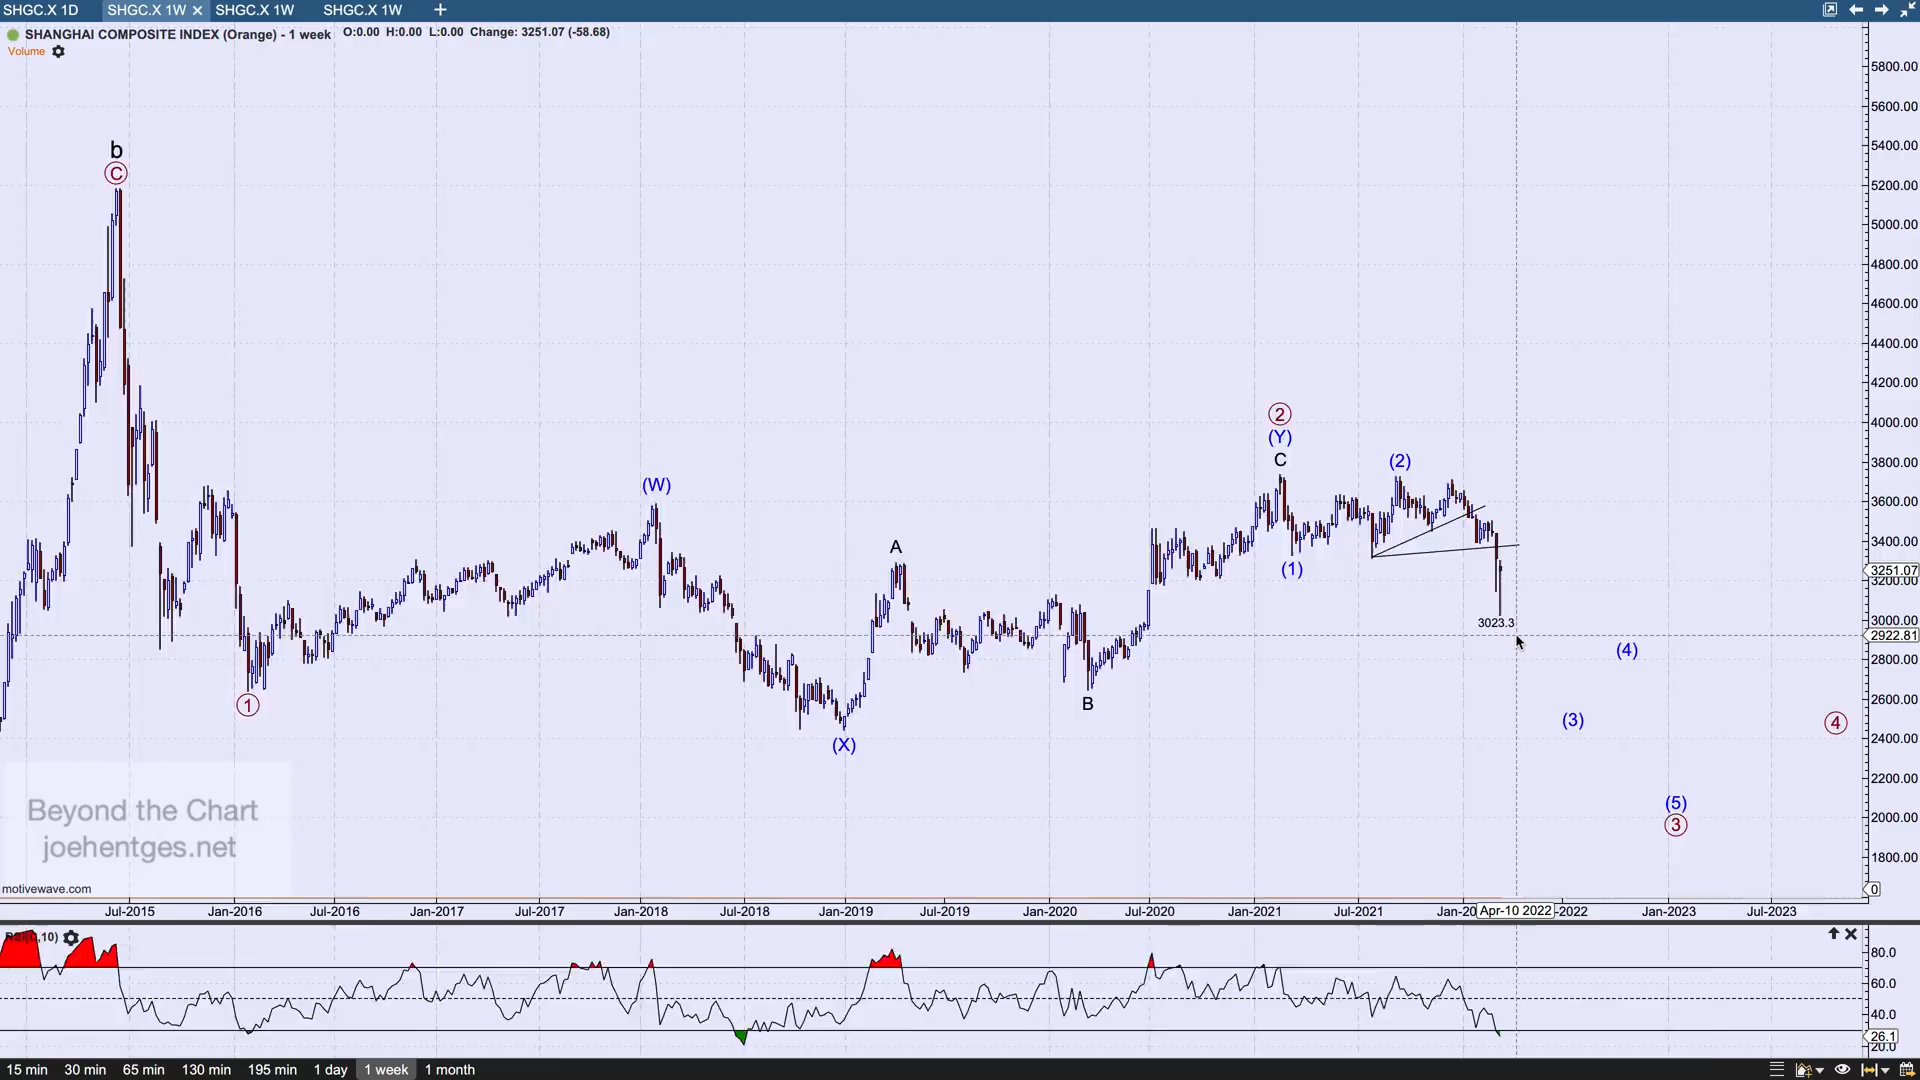 SHGC.X 1D SHGC.X 1W SHGC.X 1W SHGC.X 1W
SHANGHAI COMPOSITE INDEX (Orange) - 1 week O:0.00 H:0.00 L:0.00 Change: 3251.07 (-58.68)
Volume
5800.00
5600.00
5400.00
5200.00
5000.00
4800.00
4600.00
4400.00
4200.00
4000.00
3800.00
3600.00
3400.00
3251.07
3200.00
3000.00
2922.81
2800.00
2600.00
2400.00
2200.00
2000.00
1800.00
0
b
C
1
(W)
(X)
A
B
2
(Y)
C
(1)
(2)
3023.3
(4)
(3)
4
(5)
3
Beyond the Chart
joehentges.net
motivewave.com
Jul-2015 Jan-2016 Jul-2016 Jan-2017 Jul-2017 Jan-2018 Jul-2018 Jan-2019 Jul-2019 Jan-2020 Jul-2020 Jan-2021 Jul-2021 Apr-10 2022 Jan-2023 Jul-2023
80.0
60.0
40.0
26.1
20.0
15 min 30 min 65 min 130 min 195 min 1 day 1 week 1 month